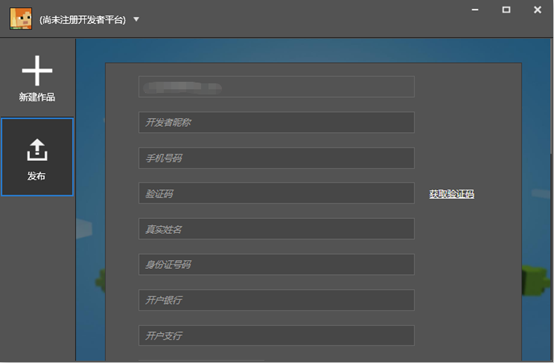 (尚未注册开发者平台)
新建作品
发布
开发者昵称
手机号码
验证码
获取验证码
真实姓名
身份证号码
开户银行
开户支行